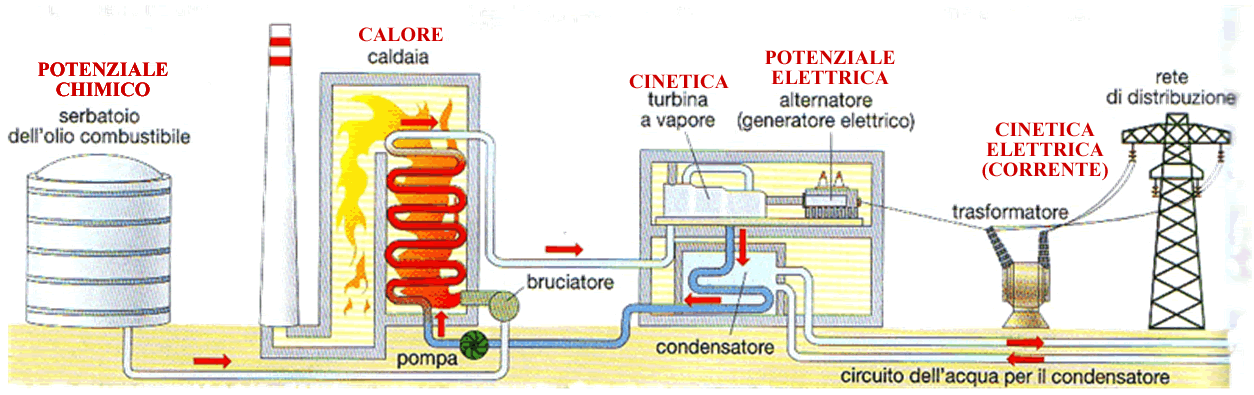 POTENZIALE
CHIMICO
serbatoio
dell'olio combustibile
CALORE
caldaia
CINETICA
turbina
a vapore
POTENZIALE
ELETTRICA
alternatore
(generatore elettrico)
rete
di distribuzione
CINETICA
ELETTRICA
(CORRENTE)
trasformatore
bruciatore
pompa
condensatore
circuito dell'acqua per il condensatore